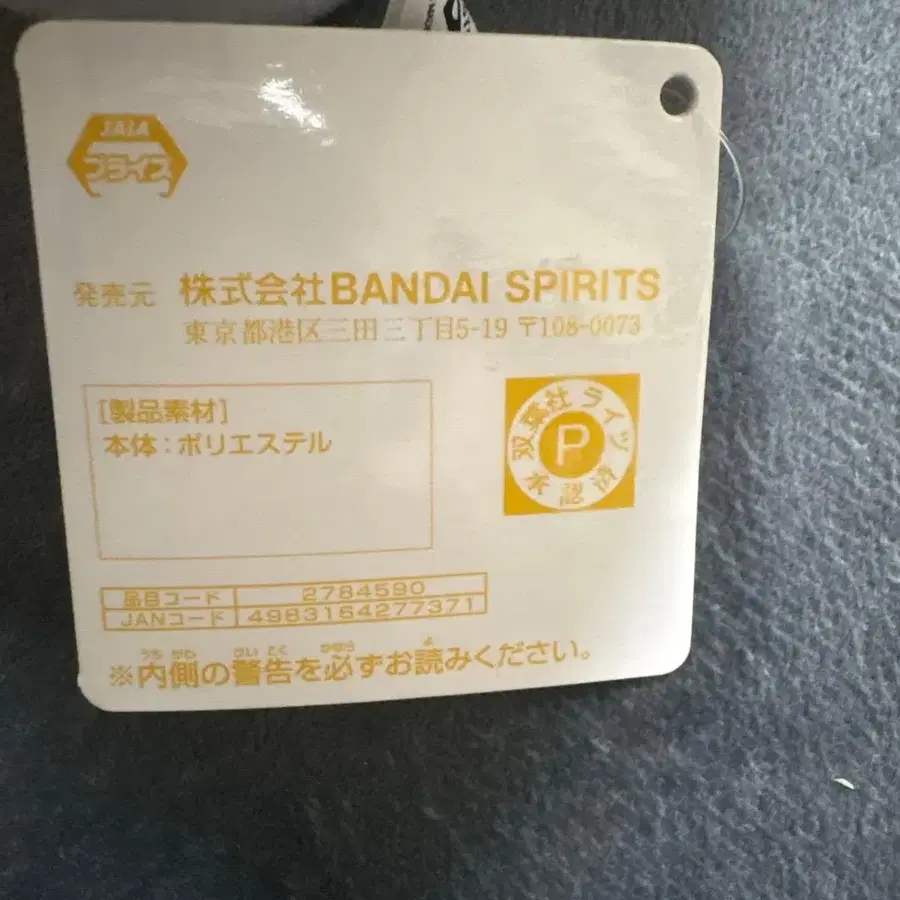 JAIA
プライズ
発売元 株式会社BANDAI SPIRITS
東京都港区三田三丁目5-19 〒108-0073
[製品素材]
本体:ポリエステル
双葉社ライツ
P
承認済
品目コード 2784590
JANコード 4983164277371
※内側の警告を必ずお読みください。